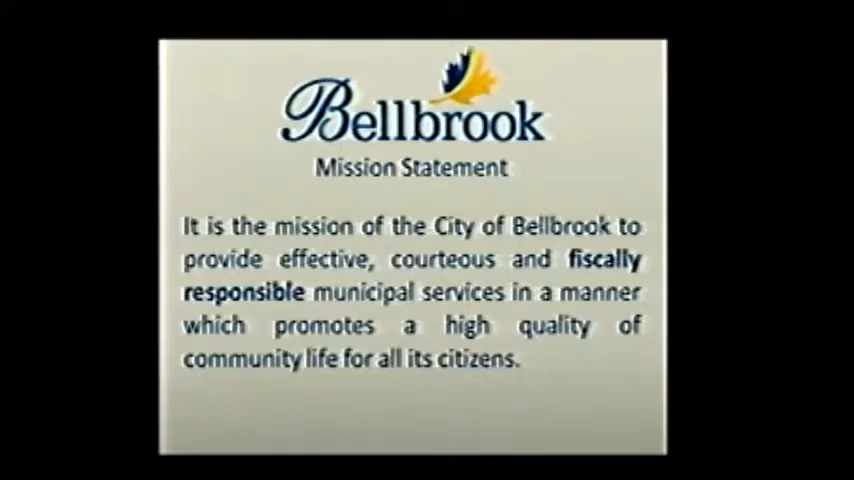 Bellbrook
Mission Statement
It is the mission of the City of Bellbrook to
provide effective, courteous and fiscally
responsible municipal services in a manner
which promotes a high quality of
community life for all its citizens.